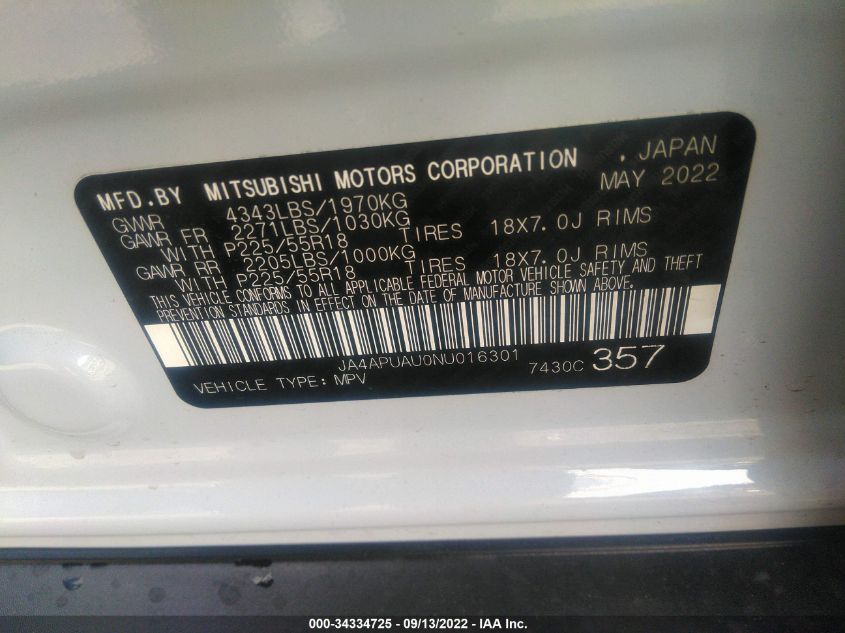 MFD.BY MITSUBISHI MOTORS CORPORATION . JAPAN
MAY 2022
GVWR 4343LBS/1970KG
GAWR FR 2271LBS/1030KG
WITH P225/55R18 TIRES 18X7.0J RIMS
GAWR RR 2205LBS/1000KG
WITH P225/55R18 TIRES 18X7.0J RIMS
THIS VEHICLE CONFORMS TO ALL APPLICABLE FEDERAL MOTOR VEHICLE SAFETY AND THEFT
PREVENTION STANDARDS IN EFFECT ON THE DATE OF MANUFACTURE SHOWN ABOVE.
JA4APUAU0NU016301
VEHICLE TYPE: MPV 7430C 357
000-34334725 - 09/13/2022 - IAA Inc.